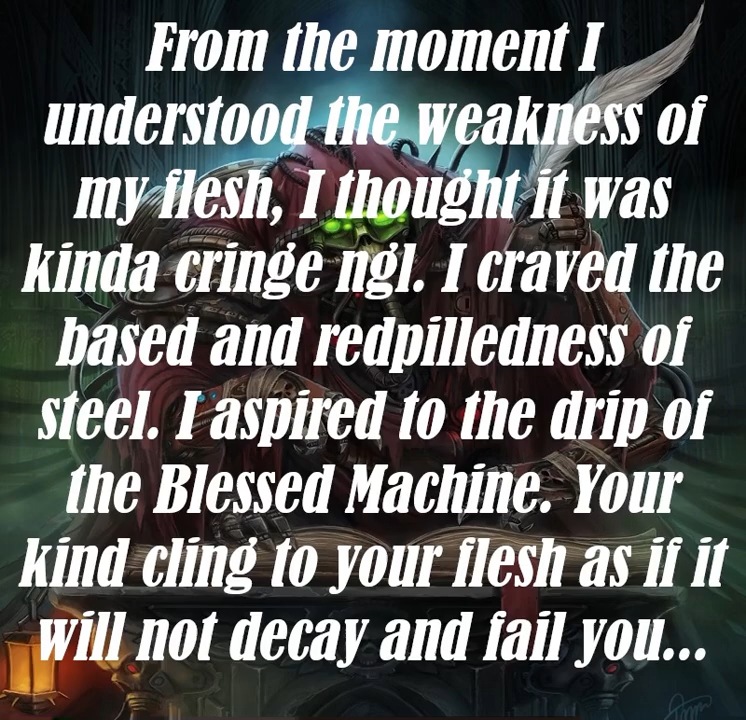 From the moment I
understood the weakness of
my flesh, I thought it was
kinda cringe ngl. I craved the
based and redpilledness of
steel. I aspired to the drip of
the Blessed Machine. Your
kind cling to your flesh as if it
will not decay and fail you...